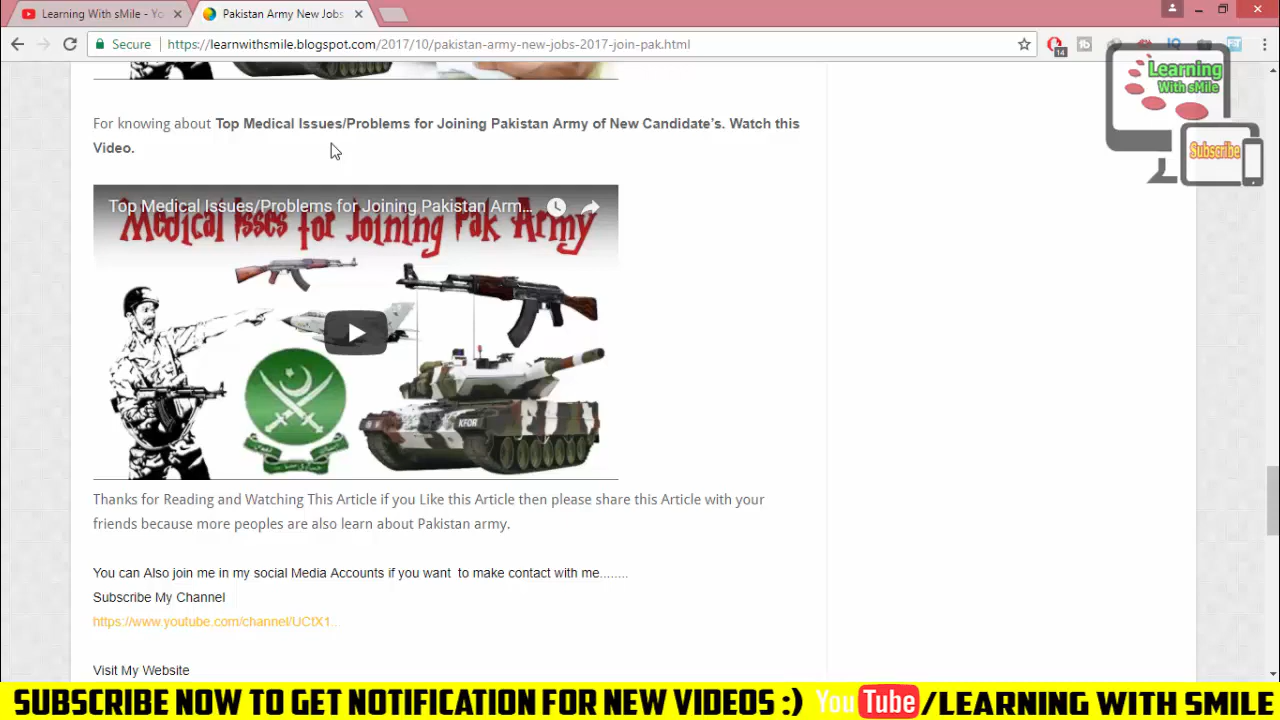 Learning With sMile - Yo
Pakistan Army New Jobs
Secure
https://learnwithsmile.blogspot.com/2017/10/pakistan-army-new-jobs-2017-join-pak.html
14
Learning
With sMile
Subscribe
For knowing about Top Medical Issues/Problems for Joining Pakistan Army of New Candidate's. Watch this
Video.
Top Medical Issues/Problems for Joining Pakistan Arm...
Medical Isses for Joining Pak Army
KFOR
Thanks for Reading and Watching This Article if you Like this Article then please share this Article with your
friends because more peoples are also learn about Pakistan army.
You can Also join me in my social Media Accounts if you want to make contact with me........
Subscribe My Channel
https://www.youtube.com/channel/UCfX1...
Visit My Website
SUBSCRIBE NOW TO GET NOTIFICATION FOR NEW VIDEOS :) YouTube/LEARNING WITH SMILE